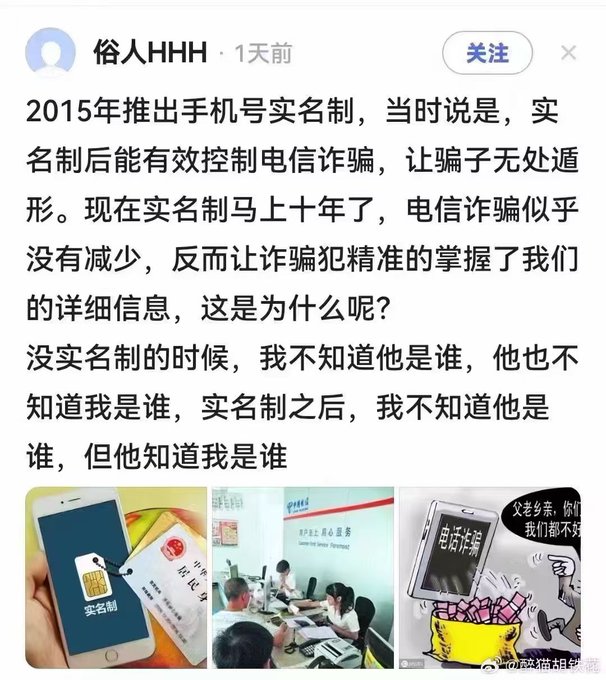 俗人HHH · 1天前
关注
2015年推出手机号实名制，当时说是，实
名制后能有效控制电信诈骗，让骗子无处遁
形。现在实名制马上十年了，电信诈骗似乎
没有减少，反而让诈骗犯精准的掌握了我们
的详细信息，这是为什么呢？
没实名制的时候，我不知道他是谁，他也不
知道我是谁，实名制之后，我不知道他是
谁，但他知道我是谁
实名制
居民身
中国电信
用户至上 用心服务
Customer First Service Foremost
电话诈骗
父老乡亲，你们
我们都不好
@醉猫胡铁瓻